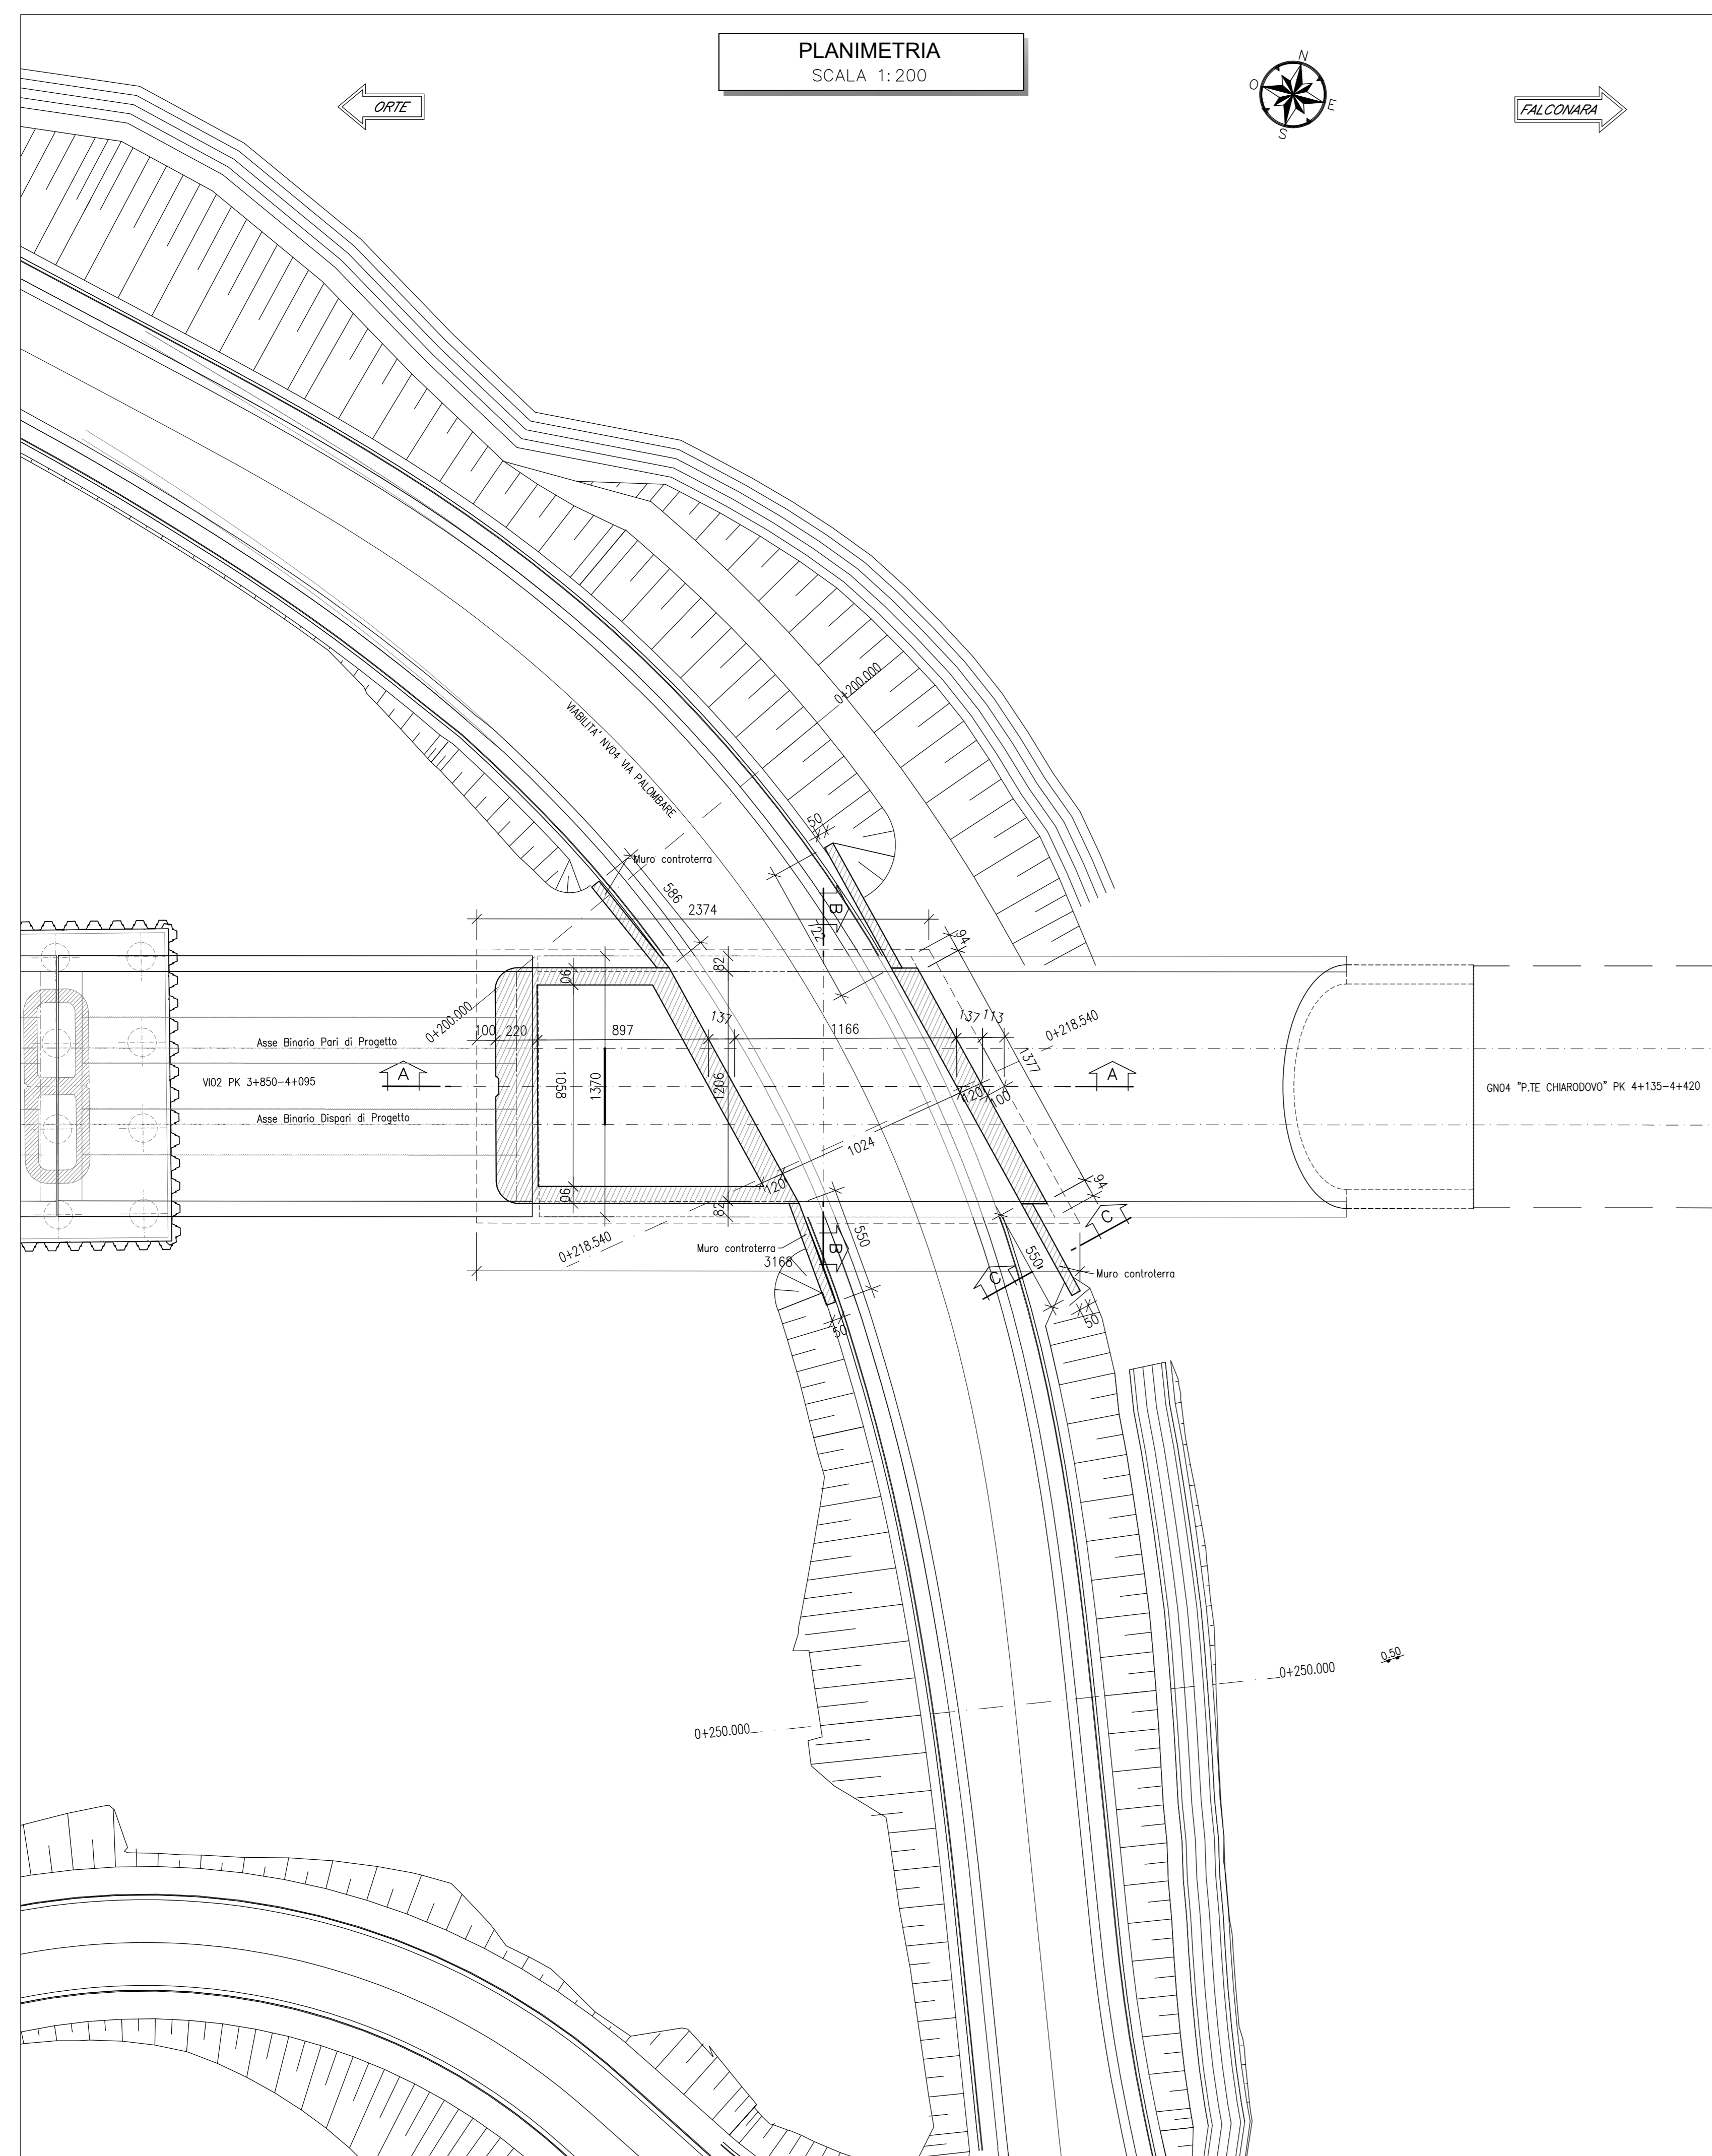 PLANIMETRIA
SCALA 1:200
ORTE
N
O
E
S
FALCONARA
0+200.000
VIABILITA' NV04 VIA PALOMBARE
50
Muro controterra
586
2374
B
94
82
90
137
0+200.000
100
220
897
1166
137
113
0+218.540
1377
Asse Binario Pari di Progetto
A
A
VI02 PK 3+850-4+095
1058
1370
1206
120
100
GN04 "P.TE CHIARODOVO" PK 4+135-4+420
Asse Binario Dispari di Progetto
1024
120
90
82
94
C
0+218.540
Muro controterra
3168
B
550
550
C
Muro controterra
50
50
0+250.000
0.50
0+250.000